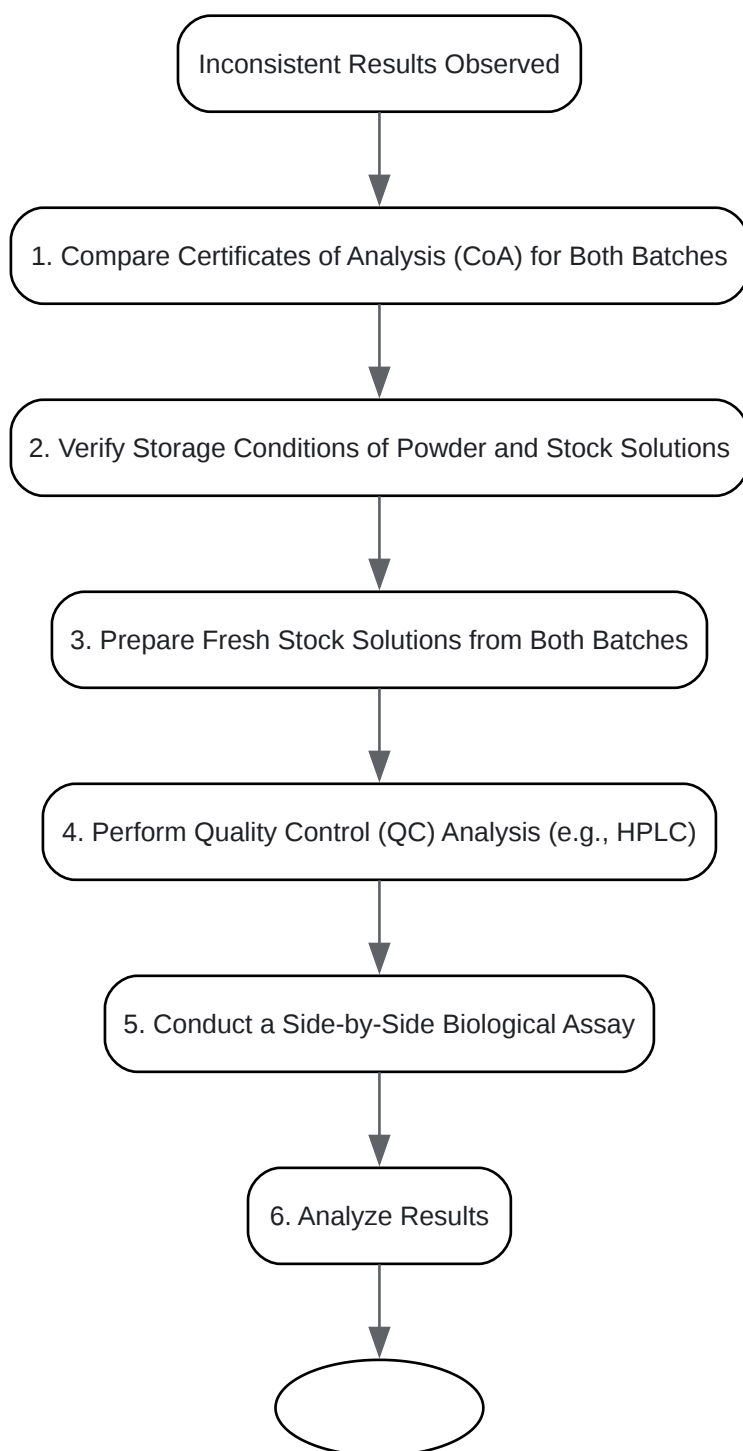 Inconsistent Results Observed
1. Compare Certificates of Analysis (CoA) for Both Batches
2. Verify Storage Conditions of Powder and Stock Solutions
3. Prepare Fresh Stock Solutions from Both Batches
4. Perform Quality Control (QC) Analysis (e.g., HPLC)
5. Conduct a Side-by-Side Biological Assay
6. Analyze Results